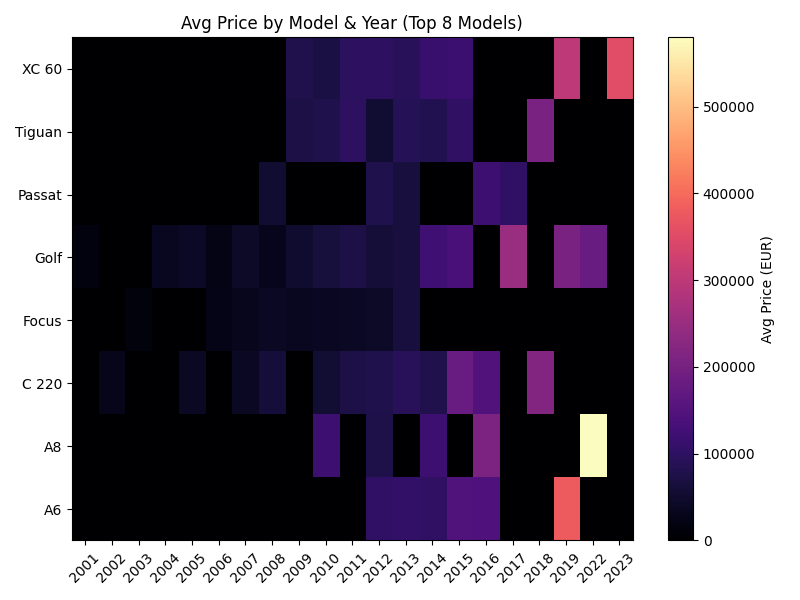 Avg Price by Model & Year (Top 8 Models)
XC 60
Tiguan
Passat
Golf
Focus
C 220
A8
A6
2001 2002 2003 2004 2005 2006 2007 2008 2009 2010 2011 2012 2013 2014 2015 2016 2017 2018 2019 2022 2023
500000
400000
300000
200000
100000
0
Avg Price (EUR)